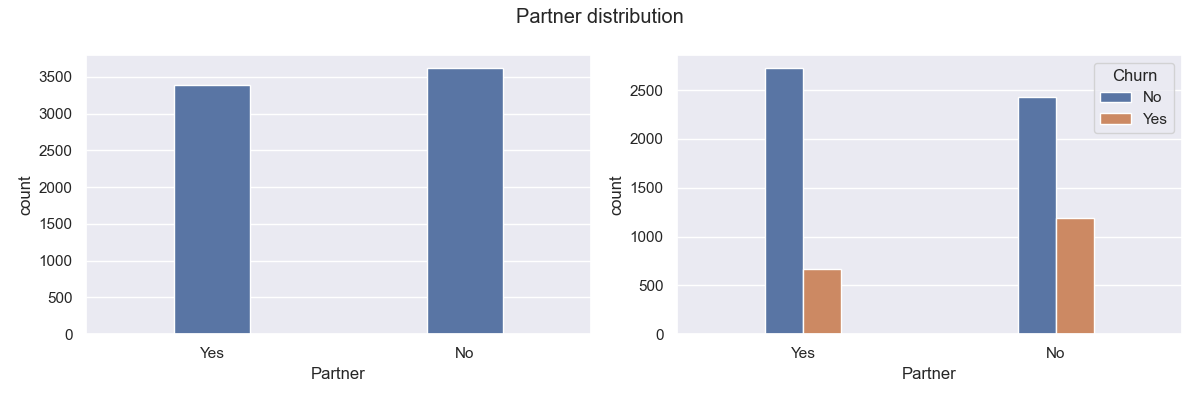 Partner distribution
3500
3000
2500
2000
1500
1000
500
0
count
Yes No
Partner
2500
2000
1500
1000
500
0
count
Yes No
Partner
Churn
No
Yes